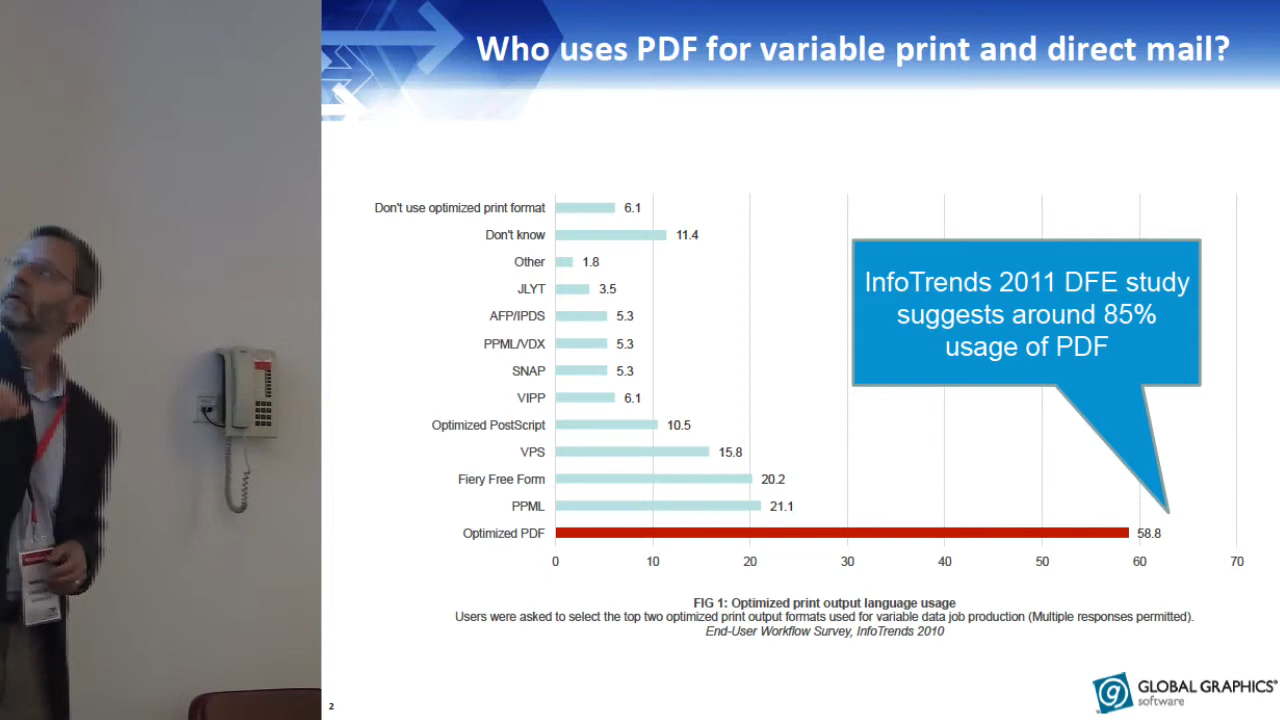 Who uses PDF for variable print and direct mail?
Don't use optimized print format 6.1
Don't know 11.4
Other 1.8
JLYT 3.5
AFP/IPDS 5.3
PPML/VDX 5.3
SNAP 5.3
VIPP 6.1
Optimized PostScript 10.5
VPS 15.8
Fiery Free Form 20.2
PPML 21.1
Optimized PDF 58.8
InfoTrends 2011 DFE study
suggests around 85%
usage of PDF
0 10 20 30 40 50 60 70
FIG 1: Optimized print output language usage
Users were asked to select the top two optimized print output formats used for variable data job production (Multiple responses permitted).
End-User Workflow Survey, InfoTrends 2010
2
GLOBAL GRAPHICS®
software